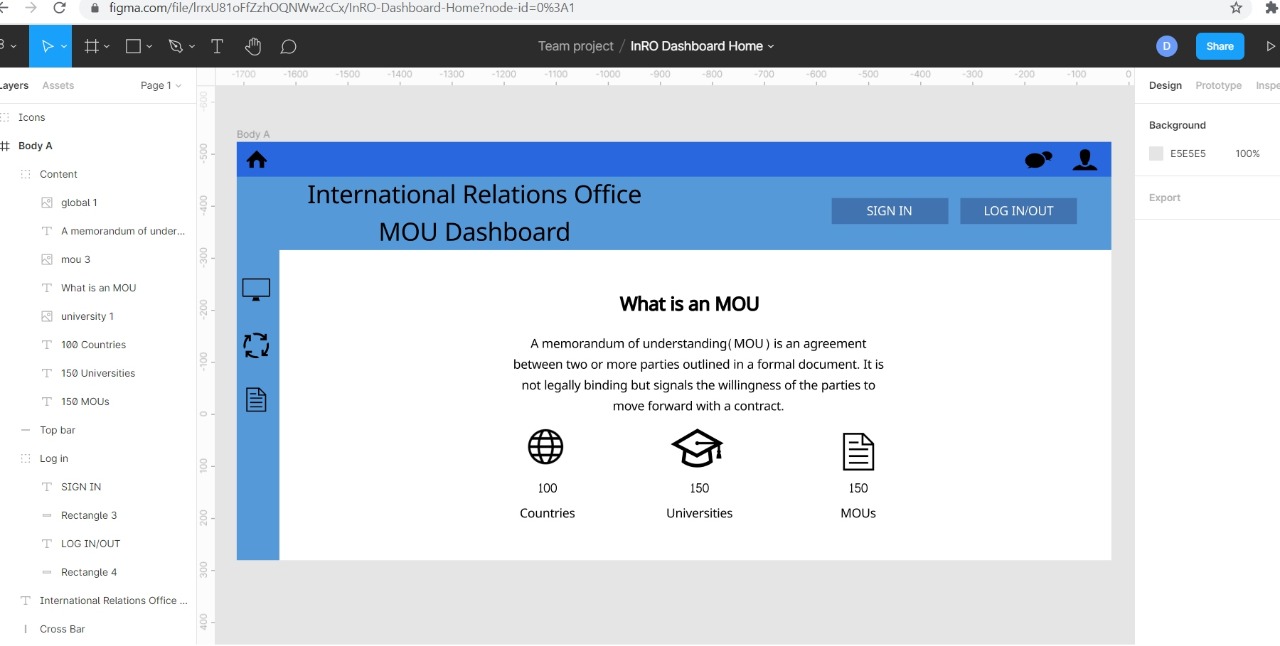 figma.com/file/lrrxU81oFfZzhOQNWw2cCx/InRO-Dashboard-Home?node-id=0%3A1
Team project / InRO Dashboard Home
D
Share
Layers Assets Page 1
-1700 -1600 -1500 -1400 -1300 -1200 -1100 -1000 -900 -800 -700 -600 -500 -400 -300 -200 -100 0
Design Prototype Inspe
Icons
Body A
Content
global 1
A memorandum of under...
mou 3
What is an MOU
university 1
100 Countries
150 Universities
150 MOUs
Top bar
Log in
SIGN IN
Rectangle 3
LOG IN/OUT
Rectangle 4
International Relations Office ...
Cross Bar
-600
-500
-400
-300
-200
-100
0
100
200
300
400
Body A
International Relations Office
MOU Dashboard
SIGN IN LOG IN/OUT
What is an MOU
A memorandum of understanding(MOU) is an agreement
between two or more parties outlined in a formal document. It is
not legally binding but signals the willingness of the parties to
move forward with a contract.
100 150 150
Countries Universities MOUs
Background
E5E5E5 100%
Export